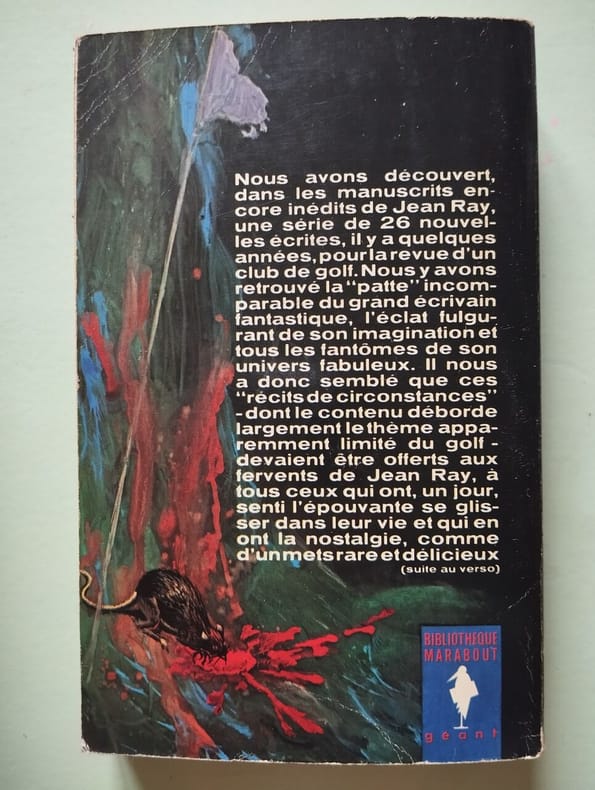 Nous avons découvert,
dans les manuscrits en-
core inédits de Jean Ray,
une série de 26 nouvel-
les écrites, il y a quelques
années, pour la revue d'un
club de golf. Nous y avons
retrouvé la "patte" incom-
parable du grand écrivain
fantastique, l'éclat fulgu-
rant de son imagination et
tous les fantômes de son
univers fabuleux. Il nous
a donc semblé que ces
"récits de circonstances"
- dont le contenu déborde
largement le thème appa-
remment limité du golf -
devaient être offerts aux
fervents de Jean Ray, à
tous ceux qui ont, un jour,
senti l'épouvante se glis-
ser dans leur vie et qui en
ont la nostalgie, comme
d'un mets rare et délicieux
(suite au verso)
BIBLIOTHEQUE
MARABOUT
géant